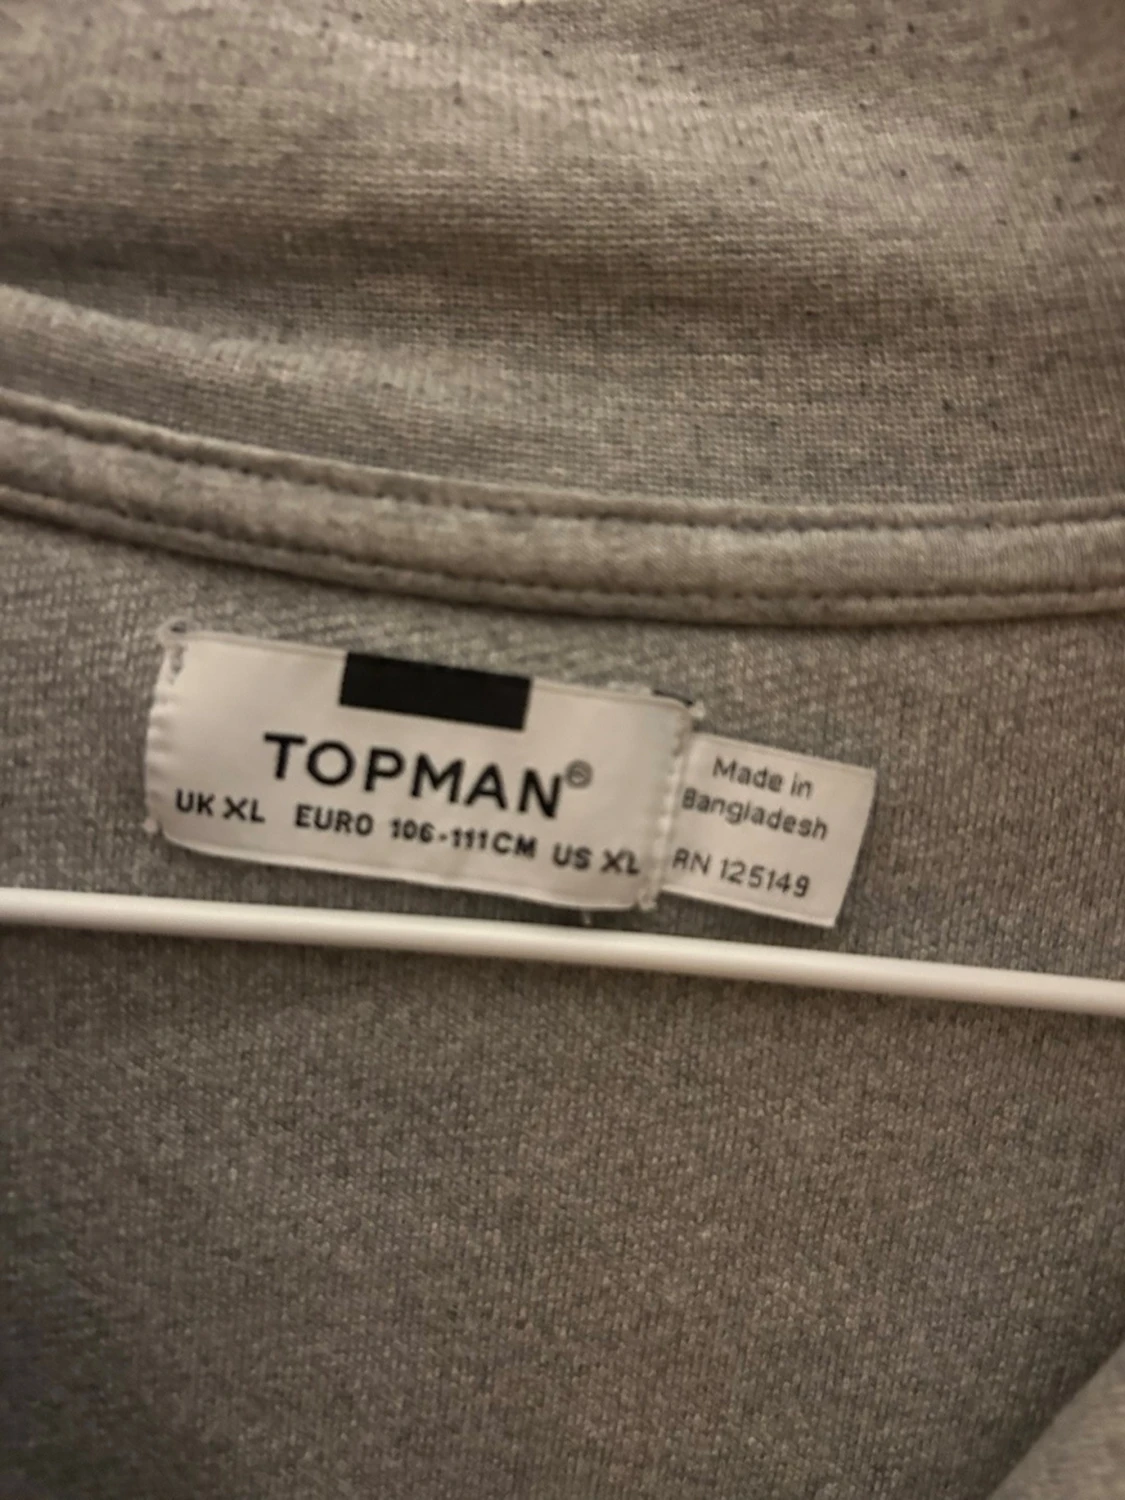 TOPMAN®
UK XL EURO 106-111CM US XL
Made in
Bangladesh
RN 125149